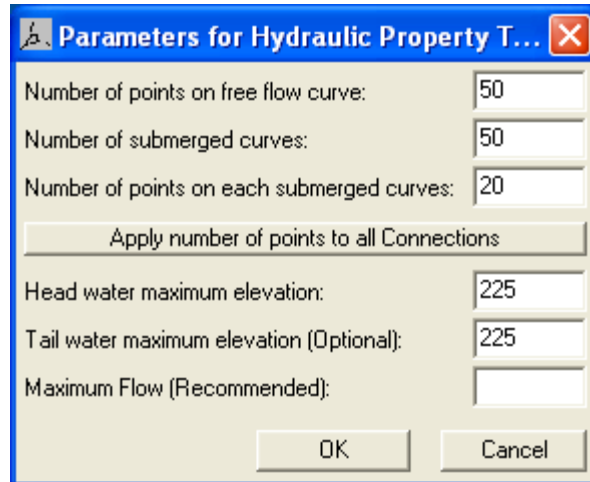 Parameters for Hydraulic Property T...
Number of points on free flow curve: 50
Number of submerged curves: 50
Number of points on each submerged curves: 20
Apply number of points to all Connections
Head water maximum elevation: 225
Tail water maximum elevation (Optional): 225
Maximum Flow (Recommended):
OK Cancel